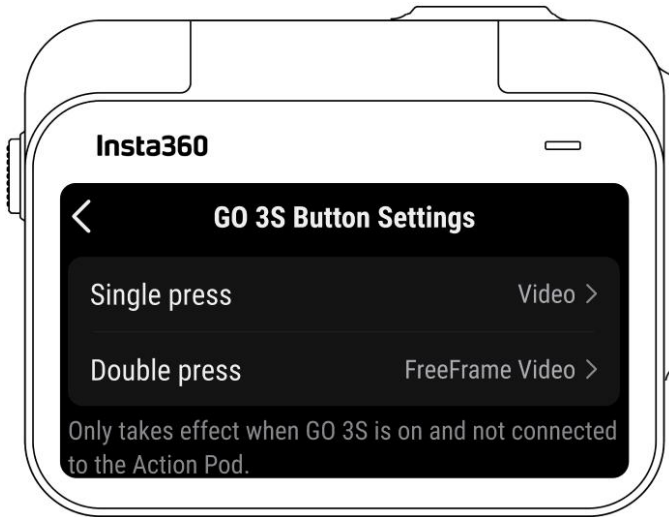 Insta360
GO 3S Button Settings
Single press Video >
Double press FreeFrame Video >
Only takes effect when GO 3S is on and not connected
to the Action Pod.